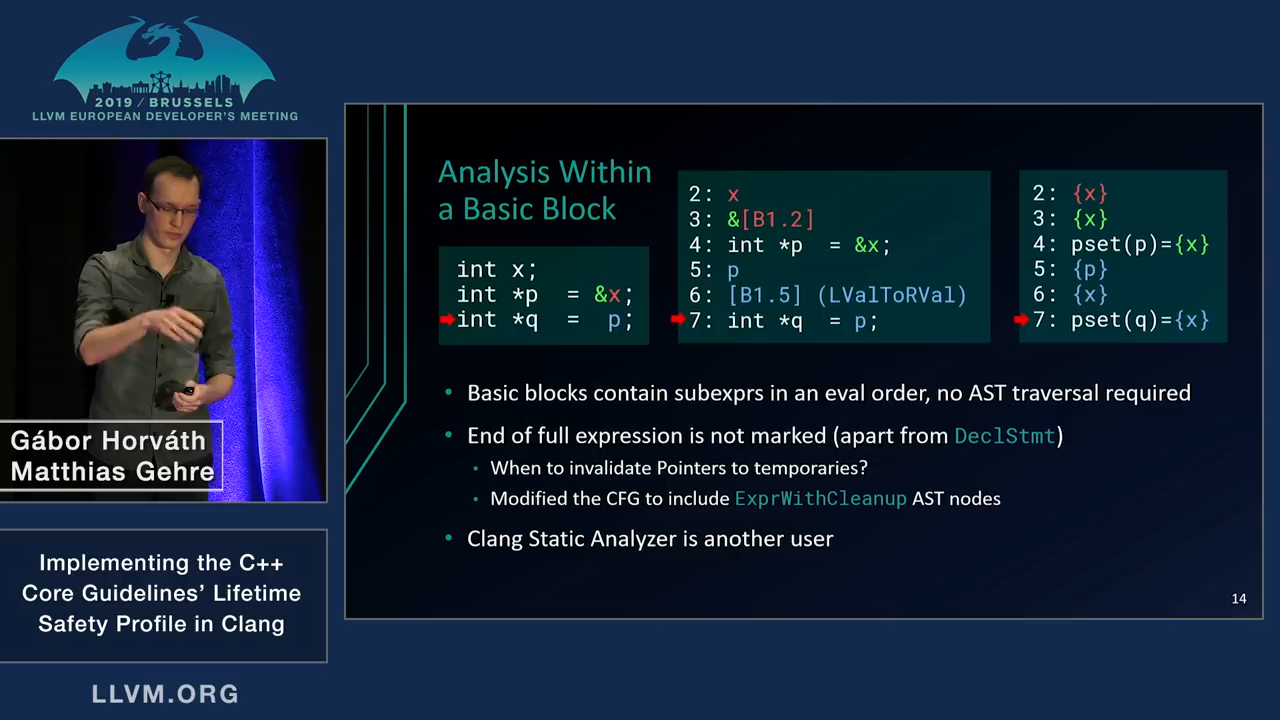 2019 / BRUSSELS
LLVM EUROPEAN DEVELOPER'S MEETING
Gábor Horváth
Matthias Gehre
Implementing the C++
Core Guidelines' Lifetime
Safety Profile in Clang
LLVM.ORG
Analysis Within
a Basic Block
int x;
int *p = &x;
int *q = p;
2: x
3: &[B1.2]
4: int *p = &x;
5: p
6: [B1.5] (LValToRVal)
7: int *q = p;
2: {x}
3: {x}
4: pset(p)={x}
5: {p}
6: {x}
7: pset(q)={x}
• Basic blocks contain subexprs in an eval order, no AST traversal required
• End of full expression is not marked (apart from DeclStmt)
• When to invalidate Pointers to temporaries?
• Modified the CFG to include ExprWithCleanup AST nodes
• Clang Static Analyzer is another user
14